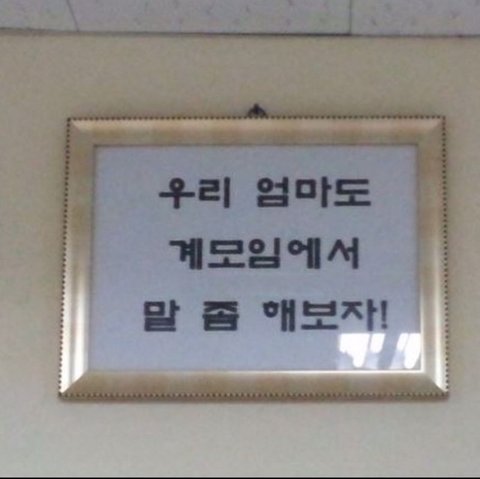 우리 엄마도
계모임에서
말 좀 해보자!